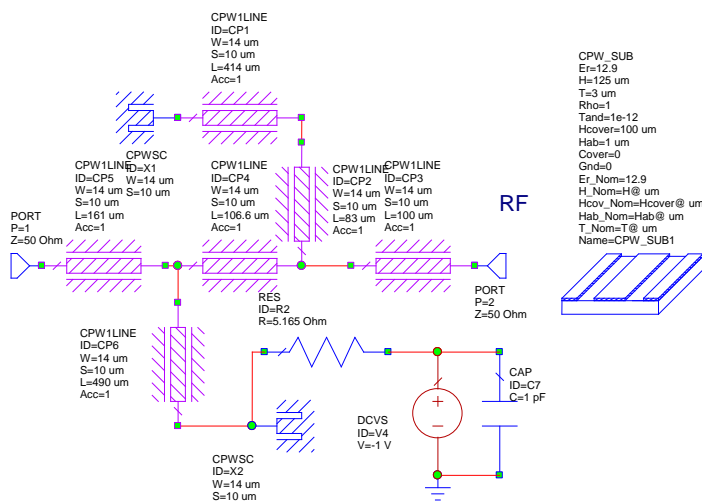 CPW1LINE
ID=CP1
W=14 um
S=10 um
L=414 um
Acc=1
CPW_SUB
Er=12.9
H=125 um
T=3 um
Rho=1
Tand=1e-12
Hcover=100 um
Hab=1 um
Cover=0
Gnd=0
Er_Nom=12.9
H_Nom=H@ um
Hcov_Nom=Hcover@ um
Hab_Nom=Hab@ um
T_Nom=T@ um
Name=CPW_SUB1
CPWSC
ID=X1
W=14 um
S=10 um
CPW1LINE
ID=CP5
W=14 um
S=10 um
L=161 um
Acc=1
CPW1LINE
ID=CP4
W=14 um
S=10 um
L=106.6 um
Acc=1
CPW1LINE
ID=CP2
W=14 um
S=10 um
L=83 um
Acc=1
CPW1LINE
ID=CP3
W=14 um
S=10 um
L=100 um
Acc=1
RF
PORT
P=1
Z=50 Ohm
PORT
P=2
Z=50 Ohm
RES
ID=R2
R=5.165 Ohm
CPW1LINE
ID=CP6
W=14 um
S=10 um
L=490 um
Acc=1
CAP
ID=C7
C=1 pF
DCVS
ID=V4
V=-1 V
CPWSC
ID=X2
W=14 um
S=10 um